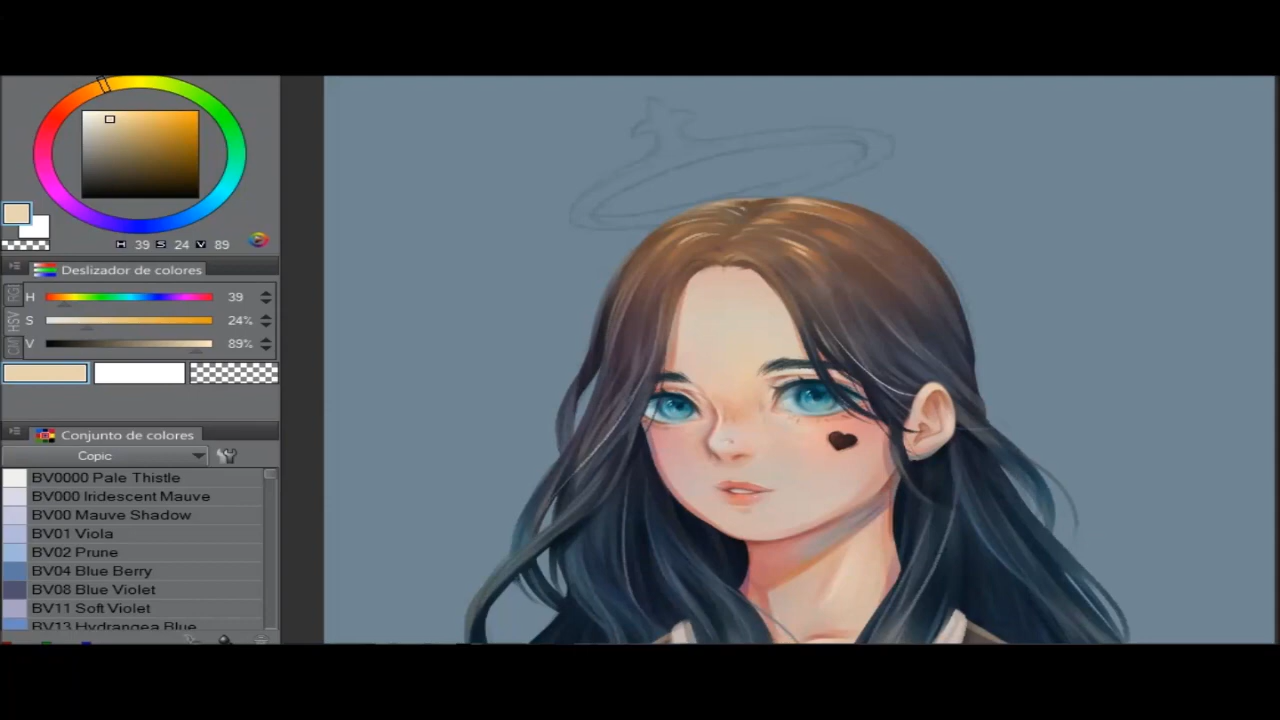 H 39 S 24 V 89
Deslizador de colores
RGB
HSV
H 39
S 24%
V 89%
Conjunto de colores
Copic
BV0000 Pale Thistle
BV000 Iridescent Mauve
BV00 Mauve Shadow
BV01 Viola
BV02 Prune
BV04 Blue Berry
BV08 Blue Violet
BV11 Soft Violet
BV13 Hydrangea Blue